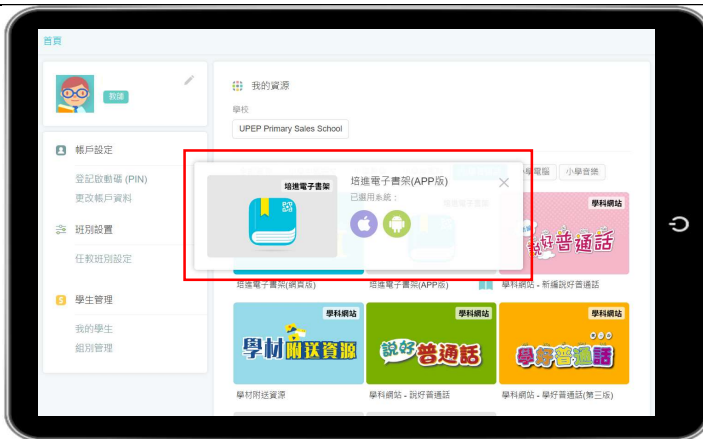 首頁
教師
帳戶設定
登記啟動碼 (PIN)
更改帳戶資料
班別設置
任教班別設定
學生管理
我的學生
組別管理
我的資源
學校
UPEP Primary Sales School
小學電腦
小學音樂
培進電子書架
培進電子書架(APP版)
已選用系統：
學科網站
說好普通話
培進電子書架(網頁版)
培進電子書架(APP版)
學科網站 - 新編說好普通話
學科網站
學材附送資源
學科網站
說好普通話
學科網站
學好普通話
學材附送資源
學科網站 - 說好普通話
學科網站 - 學好普通話(第三版)